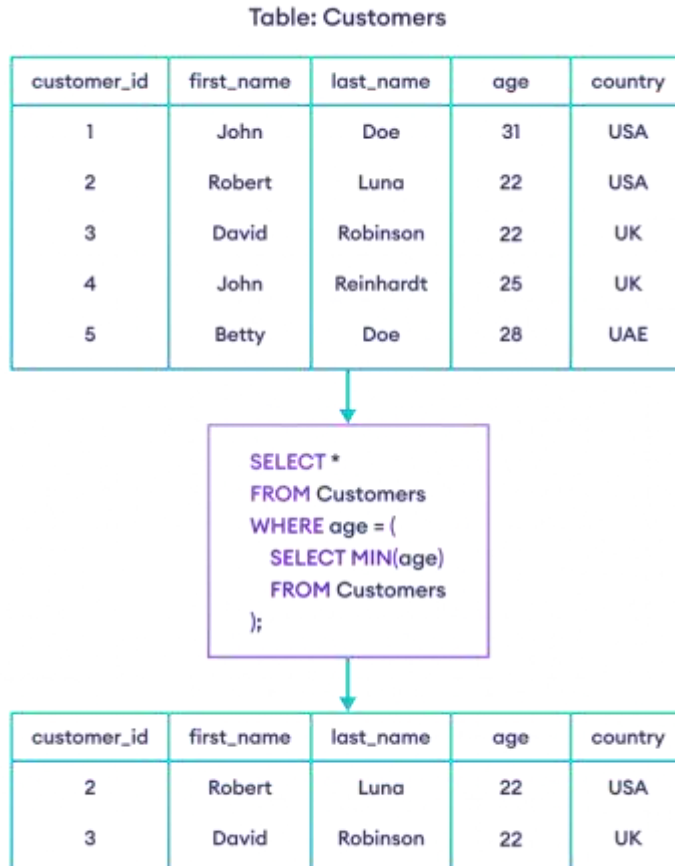 Table: Customers
customer_id first_name last_name age country
1 John Doe 31 USA
2 Robert Luna 22 USA
3 David Robinson 22 UK
4 John Reinhardt 25 UK
5 Betty Doe 28 UAE
SELECT *
FROM Customers
WHERE age = (
SELECT MIN(age)
FROM Customers
);
customer_id first_name last_name age country
2 Robert Luna 22 USA
3 David Robinson 22 UK